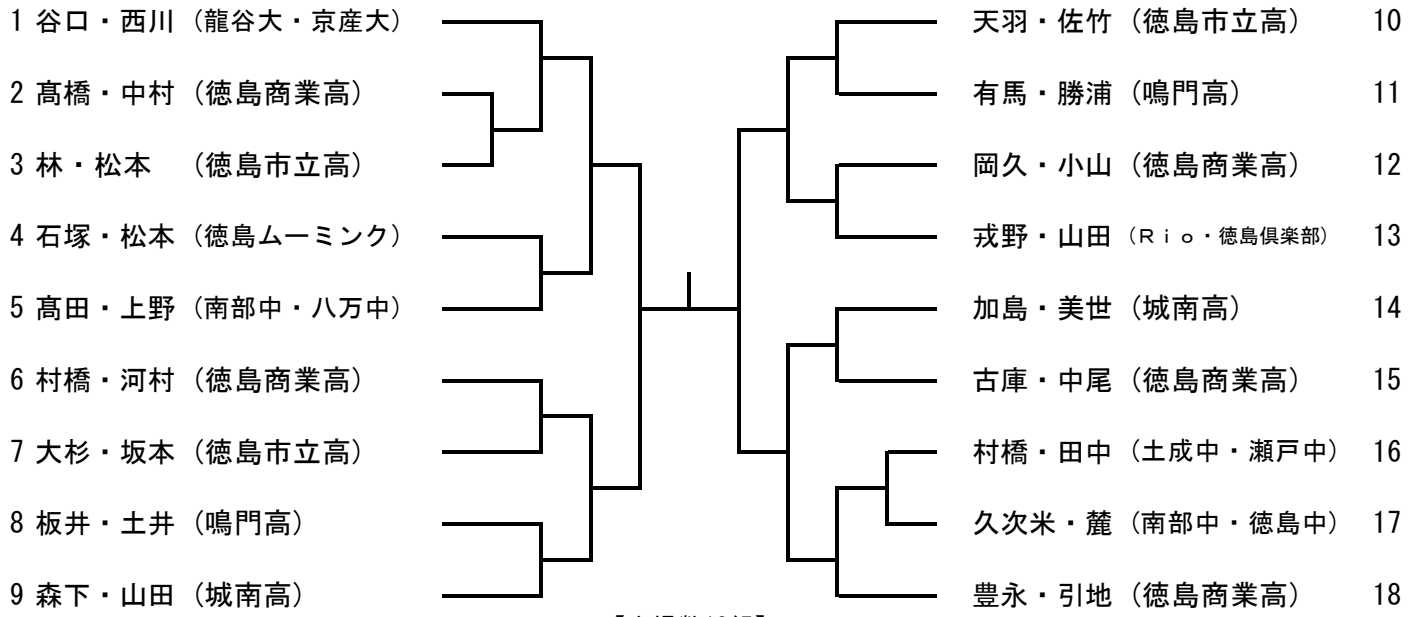 1 谷口・西川 (龍谷大・京産大)
2 髙橋・中村 (徳島商業高)
3 林・松本 (徳島市立高)
4 石塚・松本 (徳島ムーミンク)
5 髙田・上野 (南部中・八万中)
6 村橋・河村 (徳島商業高)
7 大杉・坂本 (徳島市立高)
8 板井・土井 (鳴門高)
9 森下・山田 (城南高)
天羽・佐竹 (徳島市立高) 10
有馬・勝浦 (鳴門高) 11
岡久・小山 (徳島商業高) 12
戎野・山田 (Rio・徳島倶楽部) 13
加島・美世 (城南高) 14
古庫・中尾 (徳島商業高) 15
村橋・田中 (土成中・瀬戸中) 16
久次米・麓 (南部中・徳島中) 17
豊永・引地 (徳島商業高) 18